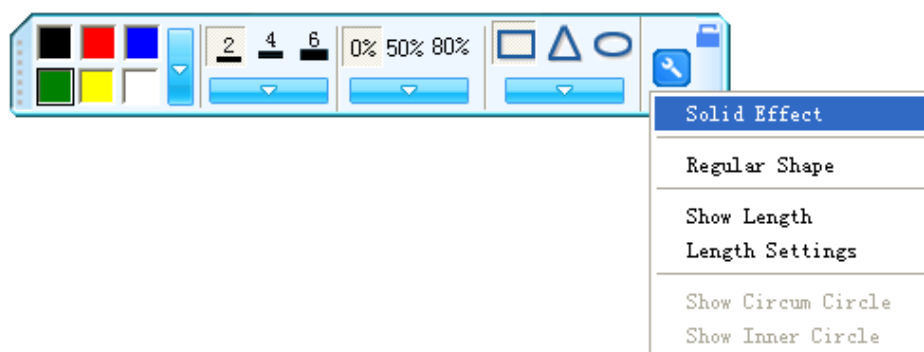 2 4 6 0% 50% 80%
Solid Effect
Regular Shape
Show Length
Length Settings
Show Circum Circle
Show Inner Circle